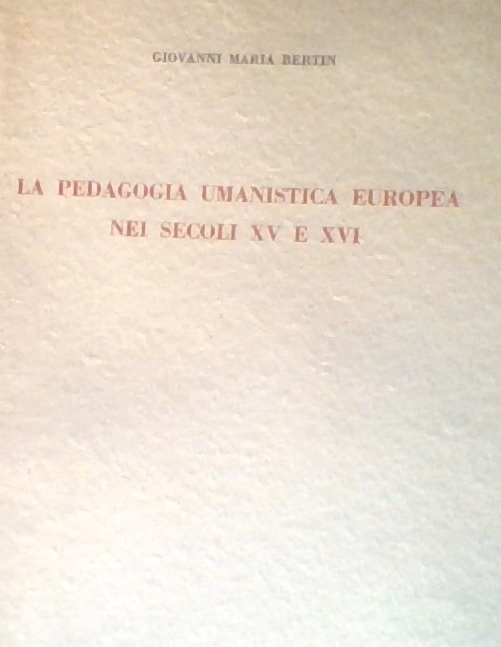 GIOVANNI MARIA BERTIN
LA PEDAGOGIA UMANISTICA EUROPEA
NEI SECOLI XV E XVI